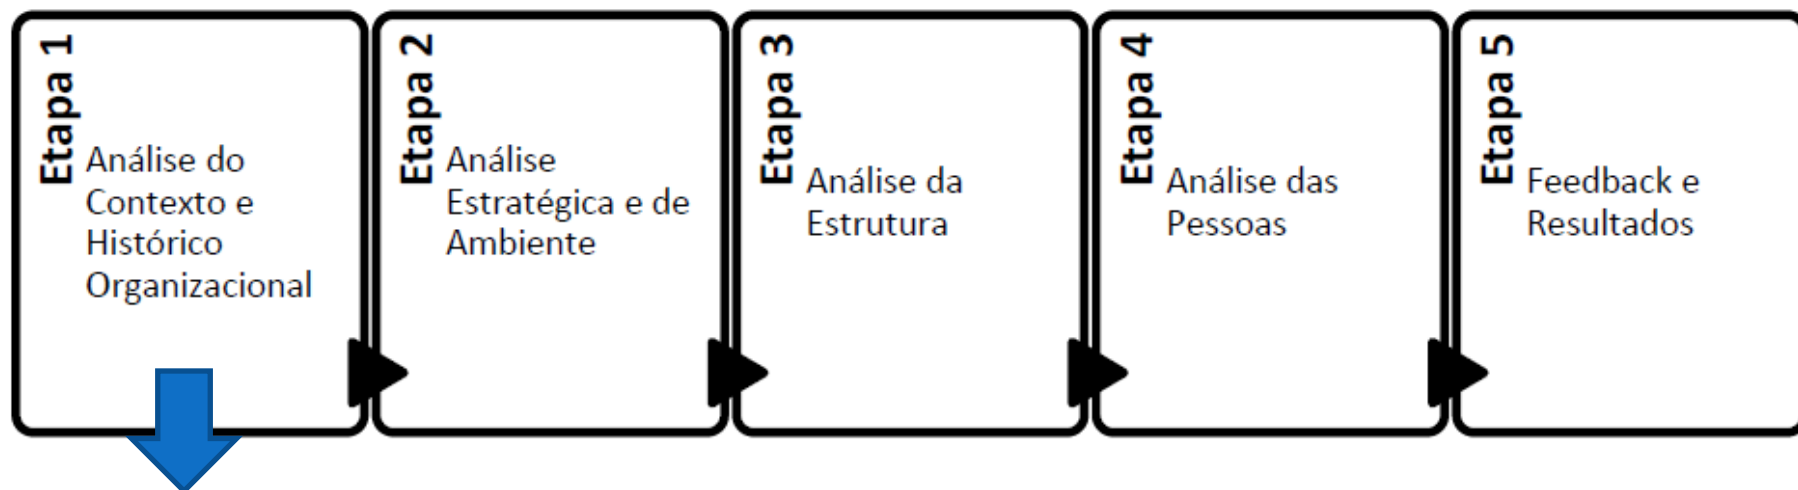 Etapa 1
Análise do
Contexto e
Histórico
Organizacional
Etapa 2
Análise
Estratégica e de
Ambiente
Etapa 3
Análise da
Estrutura
Etapa 4
Análise das
Pessoas
Etapa 5
Feedback e
Resultados